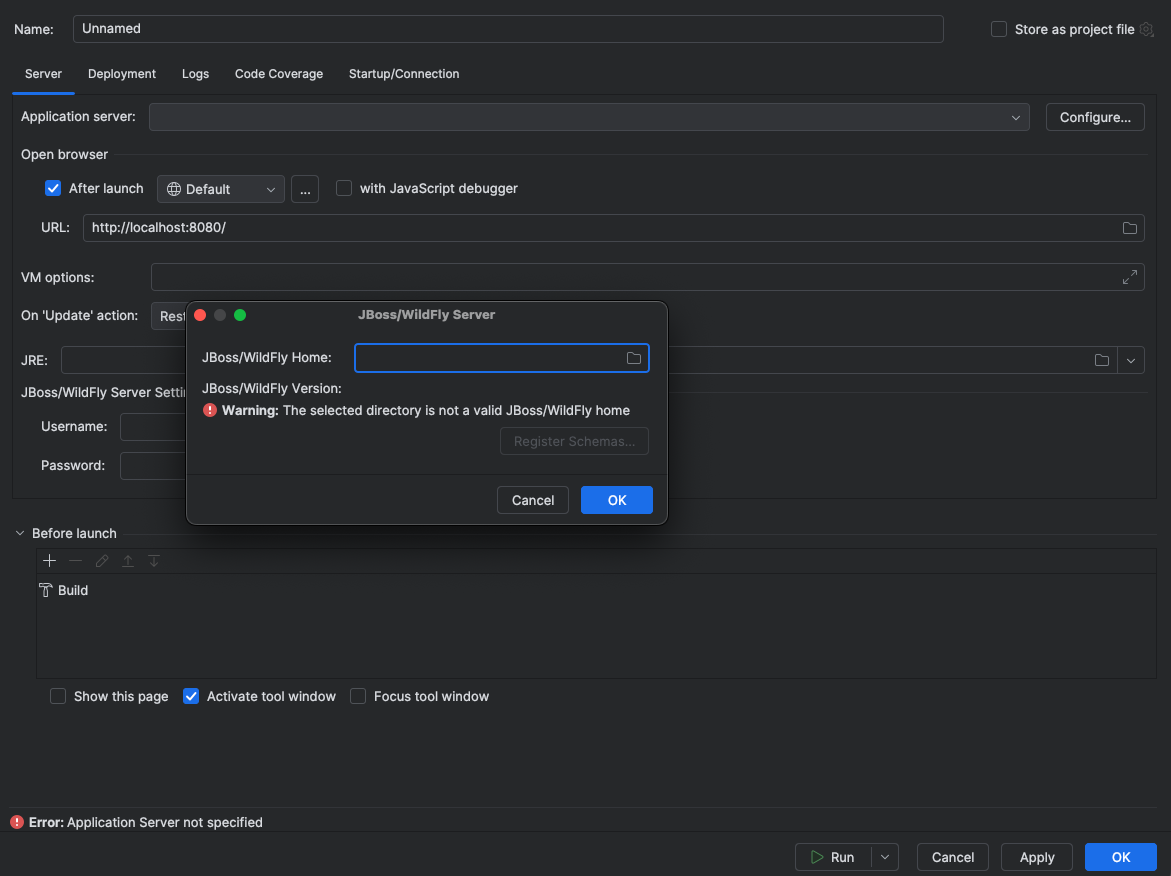 Name: Unnamed Store as project file
Server Deployment Logs Code Coverage Startup/Connection
Application server: Configure...
Open browser
After launch Default ... with JavaScript debugger
URL: http://localhost:8080/
VM options:
On 'Update' action: Rest
JBoss/WildFly Server
JBoss/WildFly Home:
JRE:
JBoss/WildFly Version:
JBoss/WildFly Server Settin
Warning: The selected directory is not a valid JBoss/WildFly home
Username:
Register Schemas...
Password:
Cancel OK
Before launch
Build
Show this page Activate tool window Focus tool window
Error: Application Server not specified
Run Cancel Apply OK